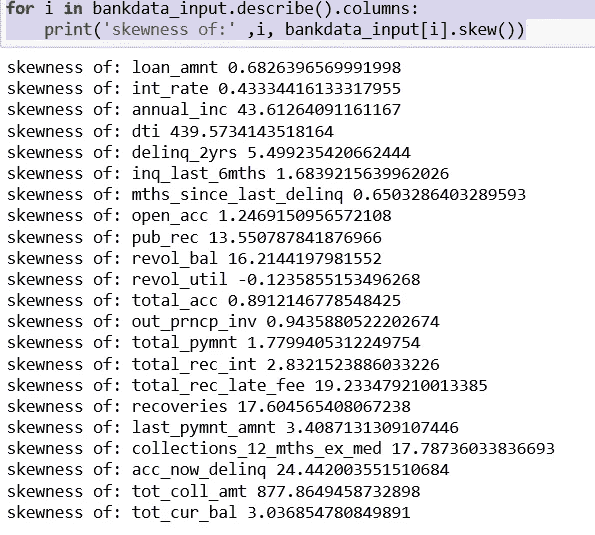 for i in bankdata_input.describe().columns:
    print('skewness of:' ,i, bankdata_input[i].skew())
skewness of: loan_amnt 0.6826396569991998
skewness of: int_rate 0.43334416133317955
skewness of: annual_inc 43.61264091161167
skewness of: dti 439.5734143518164
skewness of: delinq_2yrs 5.499235420662444
skewness of: inq_last_6mths 1.6839215639962026
skewness of: mths_since_last_delinq 0.6503286403289593
skewness of: open_acc 1.2469150956572108
skewness of: pub_rec 13.550787841876966
skewness of: revol_bal 16.2144197981552
skewness of: revol_util -0.1235855153496268
skewness of: total_acc 0.8912146778548425
skewness of: out_prncp_inv 0.9435880522202674
skewness of: total_pymnt 1.7799405312249754
skewness of: total_rec_int 2.8321523886033226
skewness of: total_rec_late_fee 19.233479210013385
skewness of: recoveries 17.604565408067238
skewness of: last_pymnt_amnt 3.4087131309107446
skewness of: collections_12_mths_ex_med 17.78736033836693
skewness of: acc_now_delinq 24.442003551510684
skewness of: tot_coll_amt 877.8649458732898
skewness of: tot_cur_bal 3.036854780849891